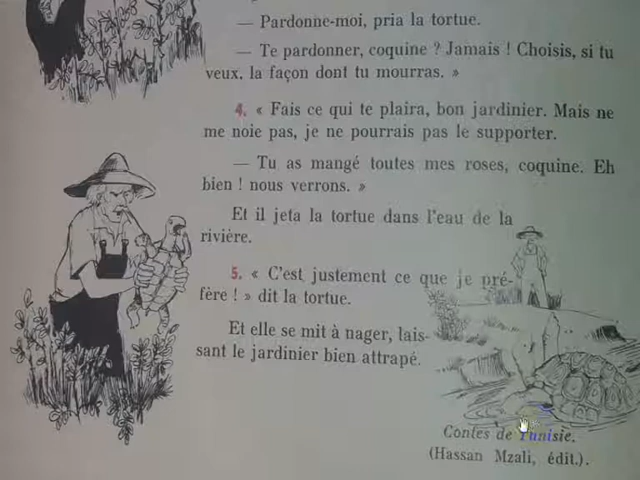 — Pardonne-moi, pria la tortue.
— Te pardonner, coquine ? Jamais ! Choisis, si tu
veux, la façon dont tu mourras. »
4. « Fais ce qui te plaira, bon jardinier. Mais ne
me noie pas, je ne pourrais pas le supporter.
— Tu as mangé toutes mes roses, coquine. Eh
bien ! nous verrons. »
Et il jeta la tortue dans l'eau de la
rivière.
5. « C'est justement ce que je pré-
fère ! » dit la tortue.
Et elle se mit à nager, lais-
sant le jardinier bien attrapé.
Contes de Tunisie.
(Hassan Mzali, édit.).